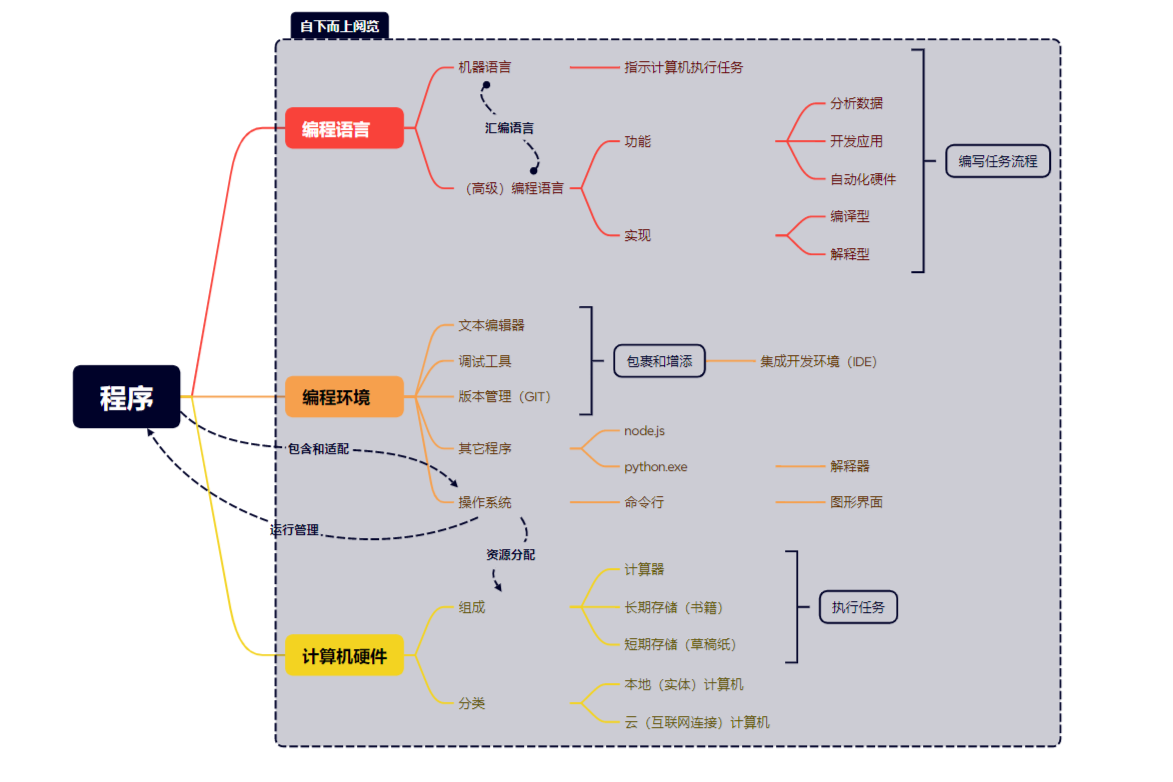 自下而上阅览
程序
编程语言
机器语言
指示计算机执行任务
汇编语言
（高级）编程语言
功能
分析数据
开发应用
自动化硬件
实现
编译型
解释型
编写任务流程
编程环境
文本编辑器
调试工具
版本管理（GIT）
包裹和增添
集成开发环境（IDE）
其它程序
node.js
python.exe
解程器
操作系统
命令行
图形界面
包含和适配
运行管理
资源分配
计算机硬件
组成
计算器
长期存储（书籍）
短期存储（草稿纸）
执行任务
分类
本地（实体）计算机
云（互联网连接）计算机